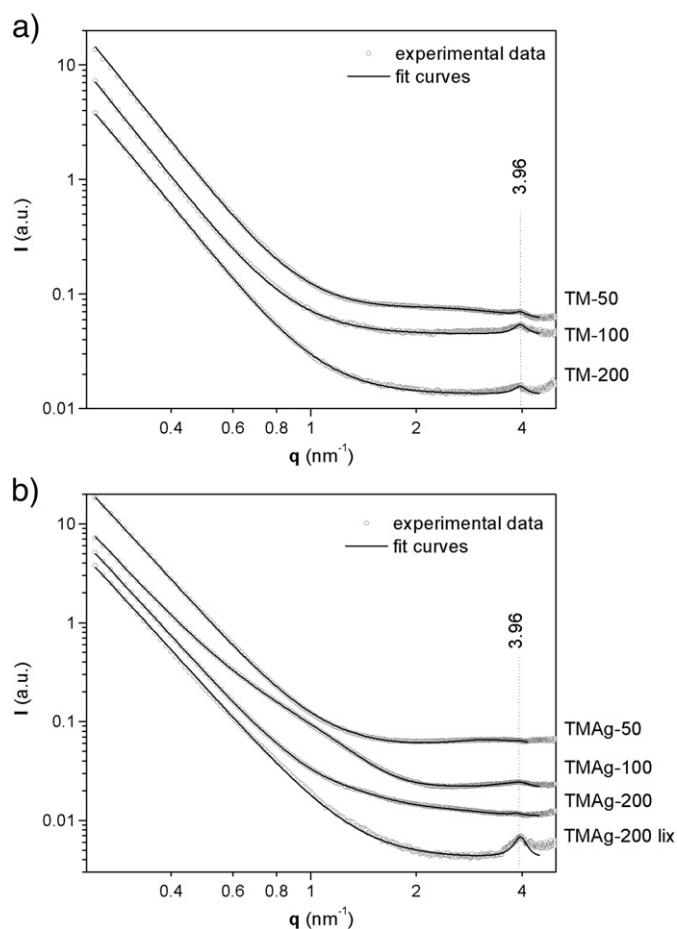 a)
experimental data
fit curves
10
1
0.1
0.01
I (a.u.)
3.96
TM-50
TM-100
TM-200
0.4
0.6
0.8
1
2
4
q (nm⁻¹)
b)
experimental data
fit curves
10
1
0.1
0.01
I (a.u.)
3.96
TMAg-50
TMAg-100
TMAg-200
TMAg-200 lix
0.4
0.6
0.8
1
2
4
q (nm⁻¹)